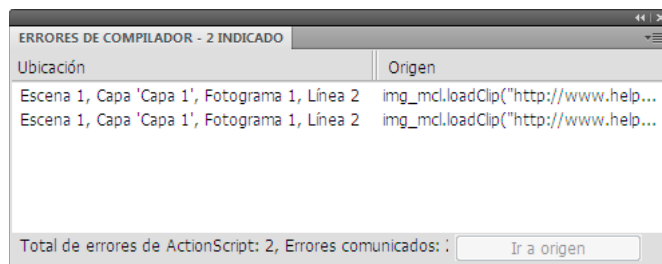 ERRORES DE COMPILADOR - 2 INDICADO
Ubicación Origen
Escena 1, Capa 'Capa 1', Fotograma 1, Línea 2 img_mcl.loadClip("http://www.help...
Escena 1, Capa 'Capa 1', Fotograma 1, Línea 2 img_mcl.loadClip("http://www.help...
Total de errores de ActionScript: 2, Errores comunicados: Ir a origen